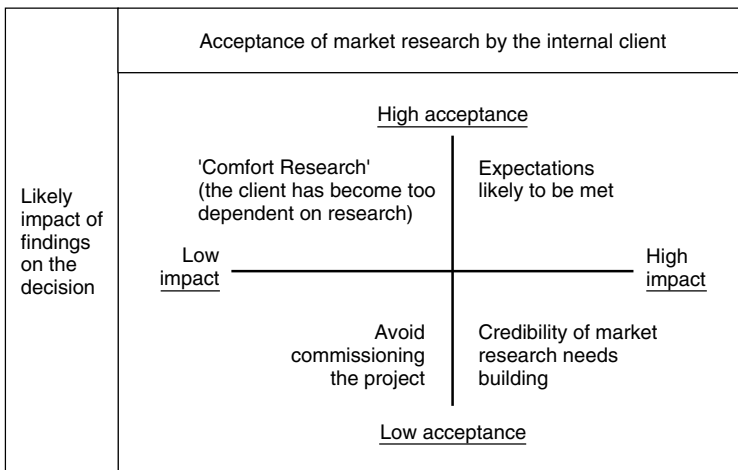 Acceptance of market research by the internal client
Likely
impact of
findings
on the
decision
High acceptance
'Comfort Research'
(the client has become too
dependent on research)
Expectations
likely to be met
Low
impact
High
impact
Avoid
commissioning
the project
Credibility of market
research needs
building
Low acceptance